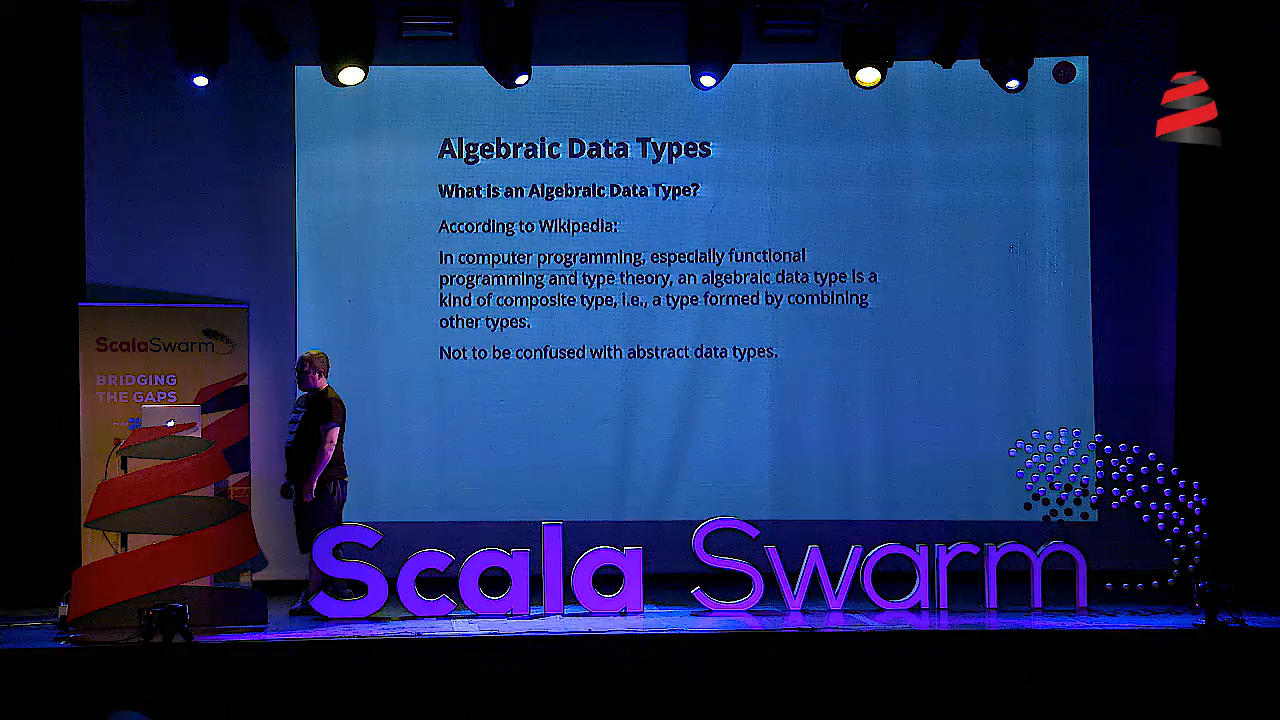 Algebraic Data Types
What is an Algebraic Data Type?
According to Wikipedia:
In computer programming, especially functional
programming and type theory, an algebraic data type is a
kind of composite type, i.e., a type formed by combining
other types.
Not to be confused with abstract data types.
ScalaSwarm
BRIDGING
THE GAPS
Scala Swarm